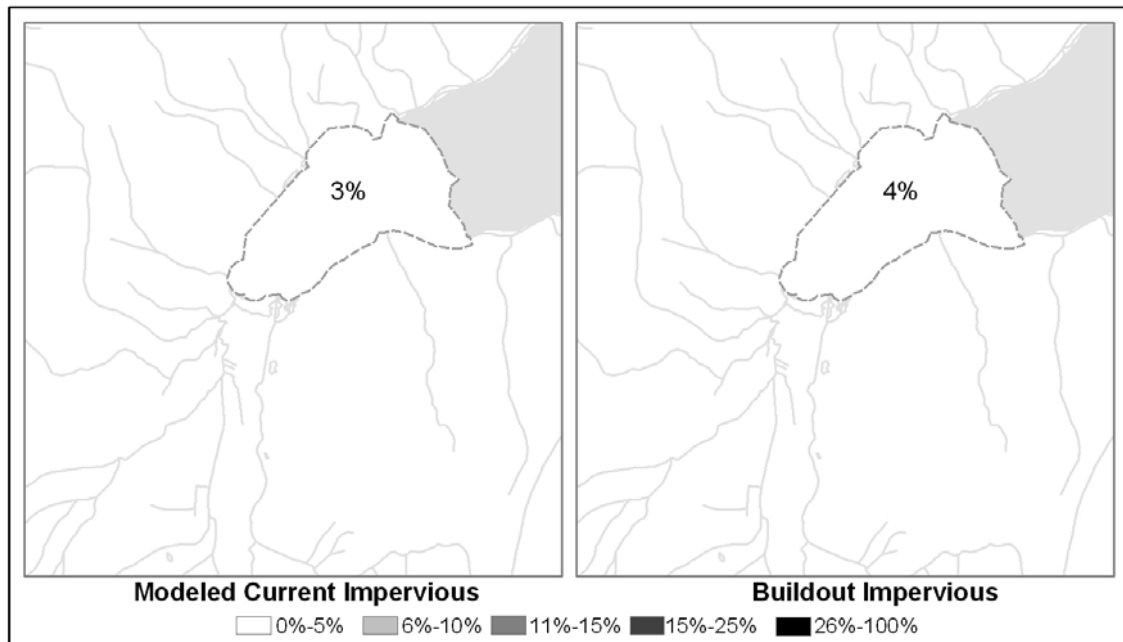 3%
4%
Modeled Current Impervious
Buildout Impervious
0%-5% 6%-10% 11%-15% 15%-25% 26%-100%